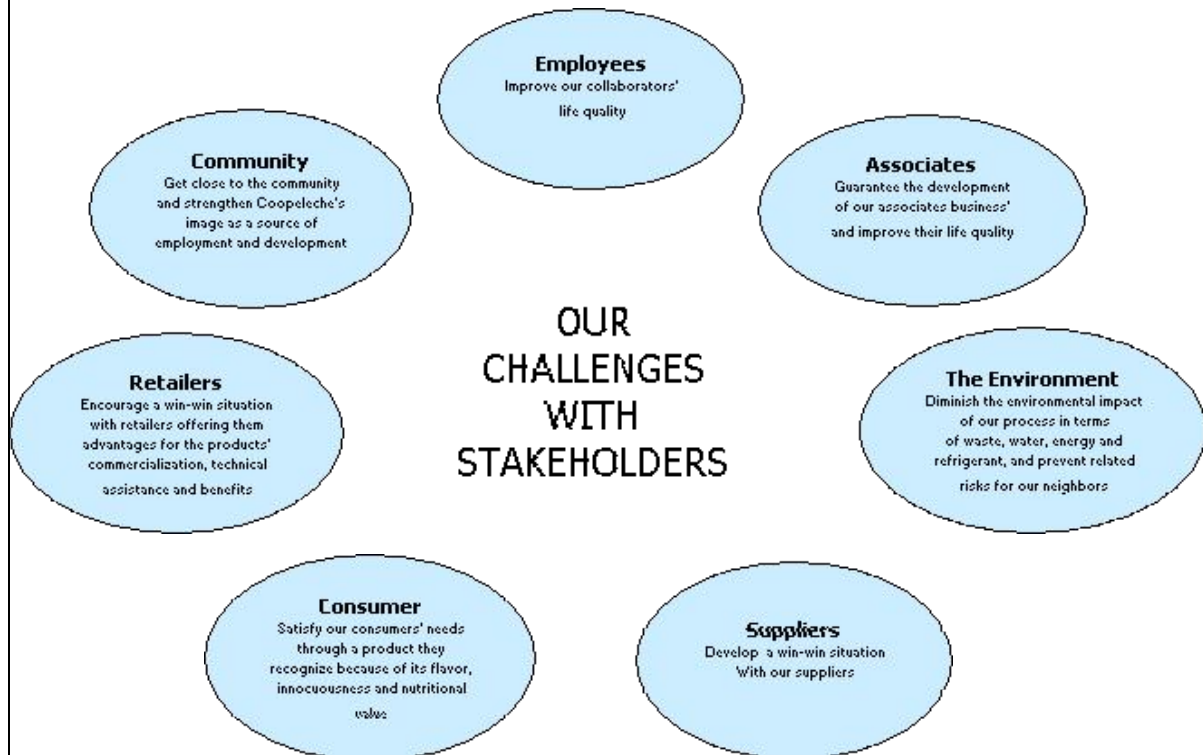 Employees
Improve our collaborators'
life quality
Community
Get close to the community
and strengthen Coopeleche's
image as a source of
employment and development
Associates
Guarantee the development
of our associates business'
and improve their life quality
OUR
CHALLENGES
WITH
STAKEHOLDERS
Retailers
Encourage a win-win situation
with retailers offering them
advantages for the products'
commercialization, technical
assistance and benefits
The Environment
Diminish the environmental impact
of our process in terms
of waste, water, energy and
refrigerant, and prevent related
risks for our neighbors
Consumer
Satisfy our consumers' needs
through a product they
recognize because of its flavor,
innocuousness and nutritional
value
Suppliers
Develop a win-win situation
With our suppliers